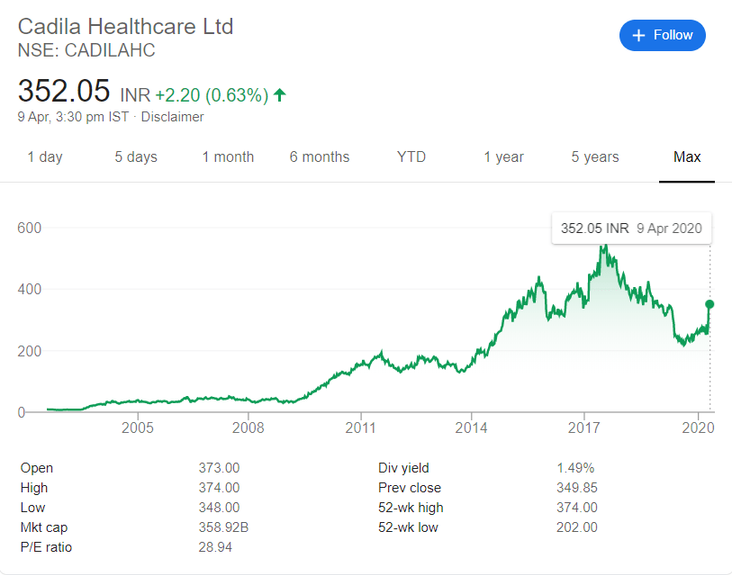 Cadila Healthcare Ltd
NSE: CADILAHC
+ Follow
352.05 INR +2.20 (0.63%) ↑
9 Apr, 3:30 pm IST · Disclaimer
1 day 5 days 1 month 6 months YTD 1 year 5 years Max
352.05 INR 9 Apr 2020
600
400
200
0
2005 2008 2011 2014 2017 2020
Open 373.00 Div yield 1.49%
High 374.00 Prev close 349.85
Low 348.00 52-wk high 374.00
Mkt cap 358.92B 52-wk low 202.00
P/E ratio 28.94